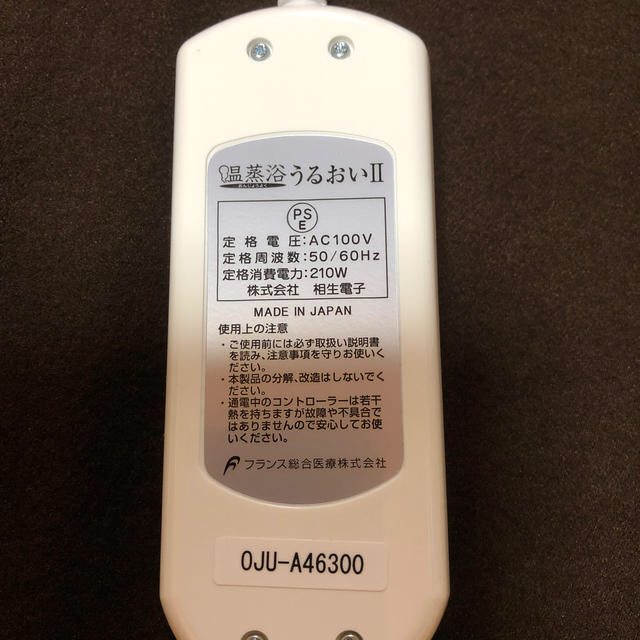 温蒸浴うるおいII
おんじょうよく
PS
E
定格電圧:AC100V
定格周波数:50/60Hz
定格消費電力:210W
株式会社 相生電子
MADE IN JAPAN
使用上の注意
・ご使用前には必ず取扱い説明書
を読み、注意事項を守りお使いく
ださい。
・本製品の分解、改造はしないでく
ださい。
・通電中のコントローラーは若干
熱を持ちますが故障や不具合で
はありませんので安心してお使
いください。
フランス総合医療株式会社
OJU-A46300